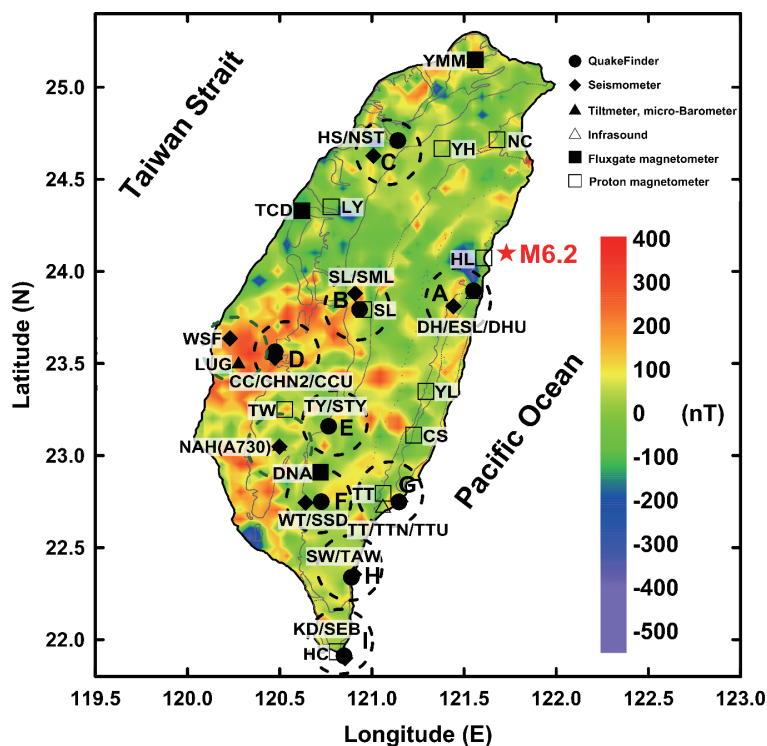 Taiwan Strait
YMM
QuakeFinder
Seismometer
Tiltmeter, micro-Barometer
Infrasound
Fluxgate magnetometer
Proton magnetometer
HS/NST
C
YH
NC
TCD
LY
HL
M6.2
SL/SML
B
SL
A
DH/ESL/DHU
WSF
LUG
D
CC/CHN2/CCU
TW
TY/STY
E
YL
CS
NAH(A730)
DNA
TT
G
F
WT/SSD
TT/TTN/TTU
SW/TAW
H
KD/SEB
I
HC
Pacific Ocean
400
300
200
100
0
-100
-200
-300
-400
-500
(nT)
25.0
24.5
24.0
23.5
23.0
22.5
22.0
Latitude (N)
119.5 120.0 120.5 121.0 121.5 122.0 122.5 123.0
Longitude (E)